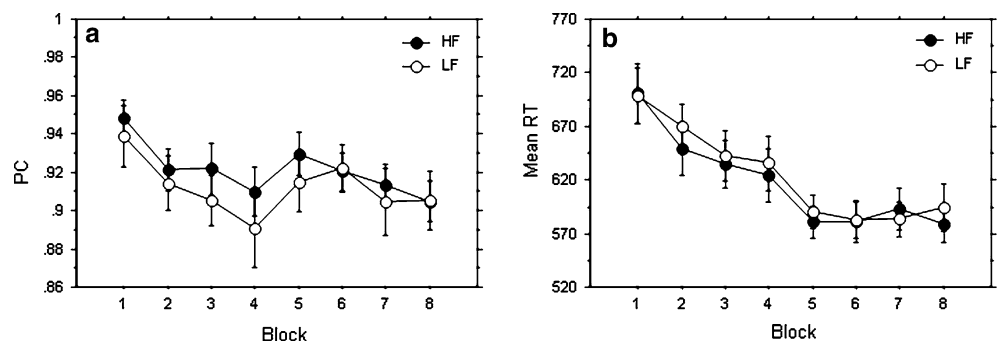 a
HF
LF
1
.98
.96
.94
.92
.9
.88
.86
PC
1 2 3 4 5 6 7 8
Block
b
HF
LF
770
720
670
620
570
520
Mean RT
1 2 3 4 5 6 7 8
Block